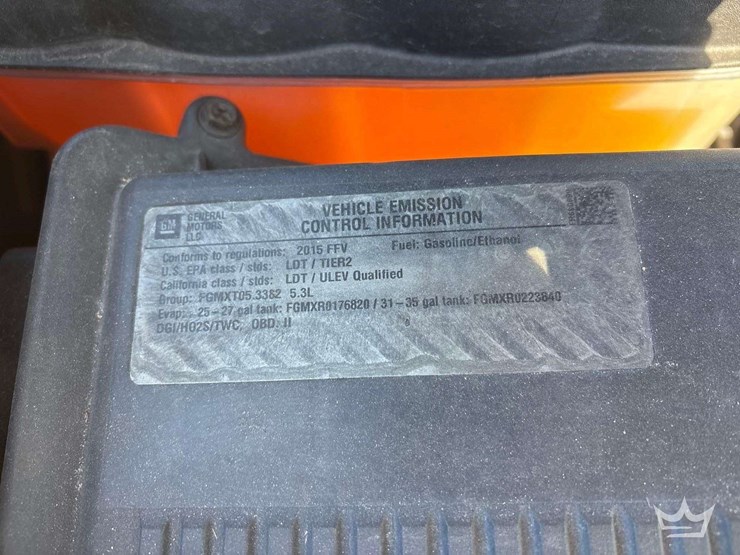 GM GENERAL MOTORS LLC
VEHICLE EMISSION
CONTROL INFORMATION
Conforms to regulations: 2015 FFV Fuel: Gasoline/Ethanol
U.S. EPA class / stds: LDT / TIER2
California class / stds: LDT / ULEV Qualified
Group: FGMXT05.3382 5.3L
Evap: 25-27 gal tank: FGMXR0176820 / 31-35 gal tank: FGMXR0223840
DGI/HO2S/TWC, OBD: II